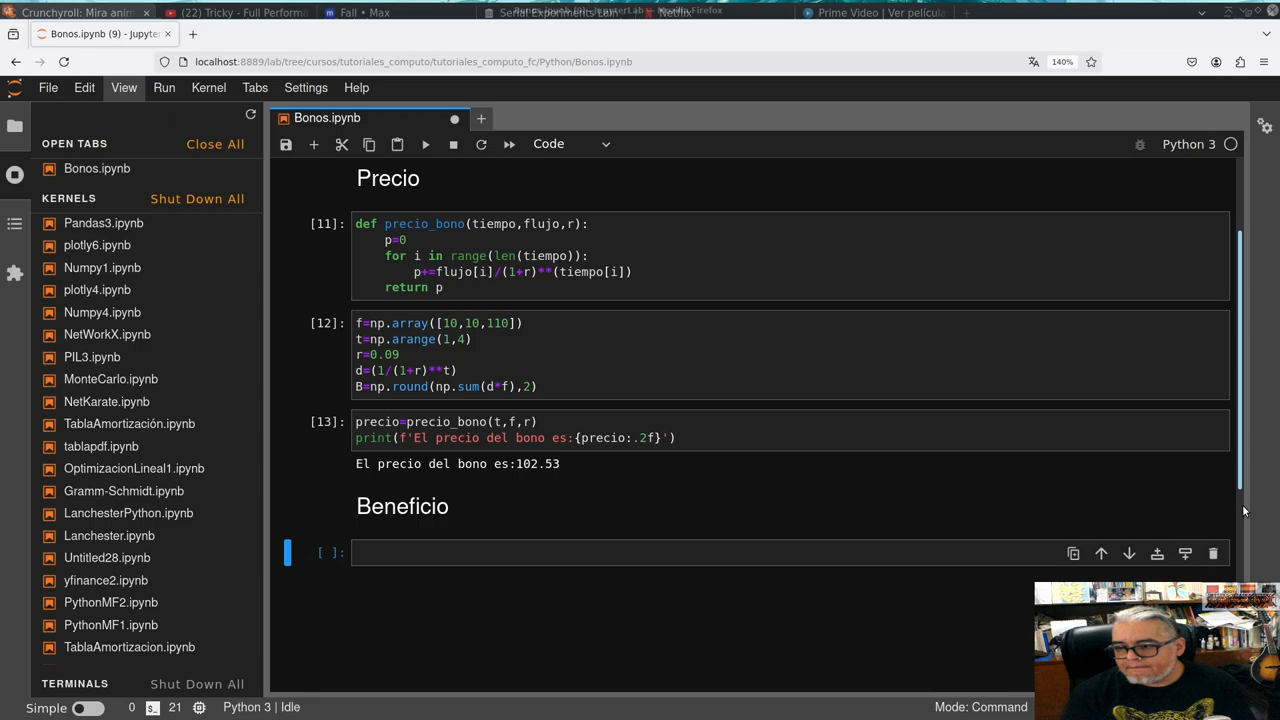 Crunchyroll: Mira anim
(22) Tricky - Full Performa
Fall • Max
Netflix
Prime Video | Ver películ
Bonos.ipynb (9) - Jupyte
localhost:8889/lab/tree/cursos/tutoriales_computo/tutoriales_computo_fc/Python/Bonos.ipynb
140%
File Edit View Run Kernel Tabs Settings Help
Bonos.ipynb
OPEN TABS Close All
Bonos.ipynb
KERNELS Shut Down All
Pandas3.ipynb
plotly6.ipynb
Numpy1.ipynb
plotly4.ipynb
Numpy4.ipynb
NetWorkX.ipynb
PIL3.ipynb
MonteCarlo.ipynb
NetKarate.ipynb
TablaAmortización.ipynb
tablapdf.ipynb
OptimizacionLineal1.ipynb
Gramm-Schmidt.ipynb
LanchesterPython.ipynb
Lanchester.ipynb
Untitled28.ipynb
yfinance2.ipynb
PythonMF2.ipynb
PythonMF1.ipynb
TablaAmortizacion.ipynb
TERMINALS Shut Down All
Code
Python 3
Precio
[11]: def precio_bono(tiempo,flujo,r):
p=0
for i in range(len(tiempo)):
p+=flujo[i]/(1+r)**(tiempo[i])
return p
[12]: f=np.array([10,10,110])
t=np.arange(1,4)
r=0.09
d=(1/(1+r)**t)
B=np.round(np.sum(d*f),2)
[13]: precio=precio_bono(t,f,r)
print(f'El precio del bono es:{precio:.2f}')
El precio del bono es:102.53
Beneficio
[ ]:
Simple 0 21 Python 3 | Idle
Mode: Command